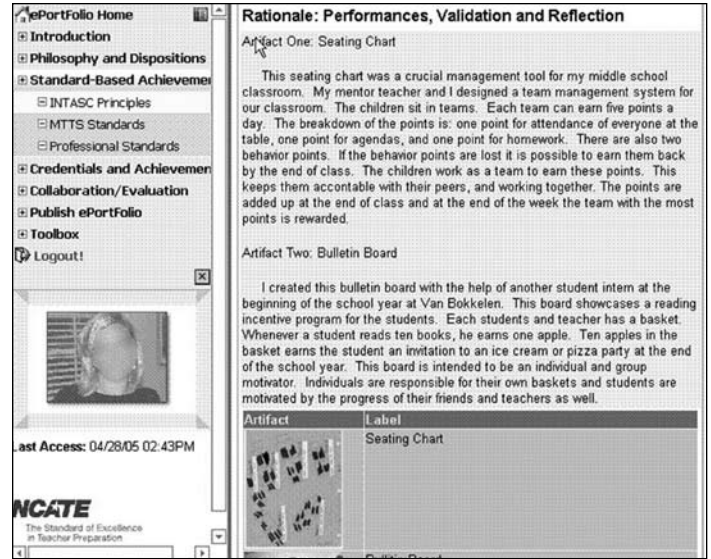 ePortFolio Home
Introduction
Philosophy and Dispositions
Standard-Based Achievemen
INTASC Principles
MTTS Standards
Professional Standards
Credentials and Achievemen
Collaboration/Evaluation
Publish ePortFolio
Toolbox
Logout!
Last Access: 04/28/05 02:43PM
NCATE
The Standard of Excellence
in Teacher Preparation
Rationale: Performances, Validation and Reflection
Artifact One: Seating Chart
This seating chart was a crucial management tool for my middle school
classroom. My mentor teacher and I designed a team management system for
our classroom. The children sit in teams. Each team can earn five points a
day. The breakdown of the points is: one point for attendance of everyone at the
table, one point for agendas, and one point for homework. There are also two
behavior points. If the behavior points are lost it is possible to earn them back
by the end of class. The children work as a team to earn these points. This
keeps them accontable with their peers, and working together. The points are
added up at the end of class and at the end of the week the team with the most
points is rewarded.
Artifact Two: Bulletin Board
I created this bulletin board with the help of another student intern at the
beginning of the school year at Van Bokkelen. This board showcases a reading
incentive program for the students. Each students and teacher has a basket.
Whenever a student reads ten books, he earns one apple. Ten apples in the
basket earns the student an invitation to an ice cream or pizza party at the end
of the school year. This board is intended to be an individual and group
motivator. Individuals are responsible for their own baskets and students are
motivated by the progress of their friends and teachers as well.
Artifact Label
Seating Chart